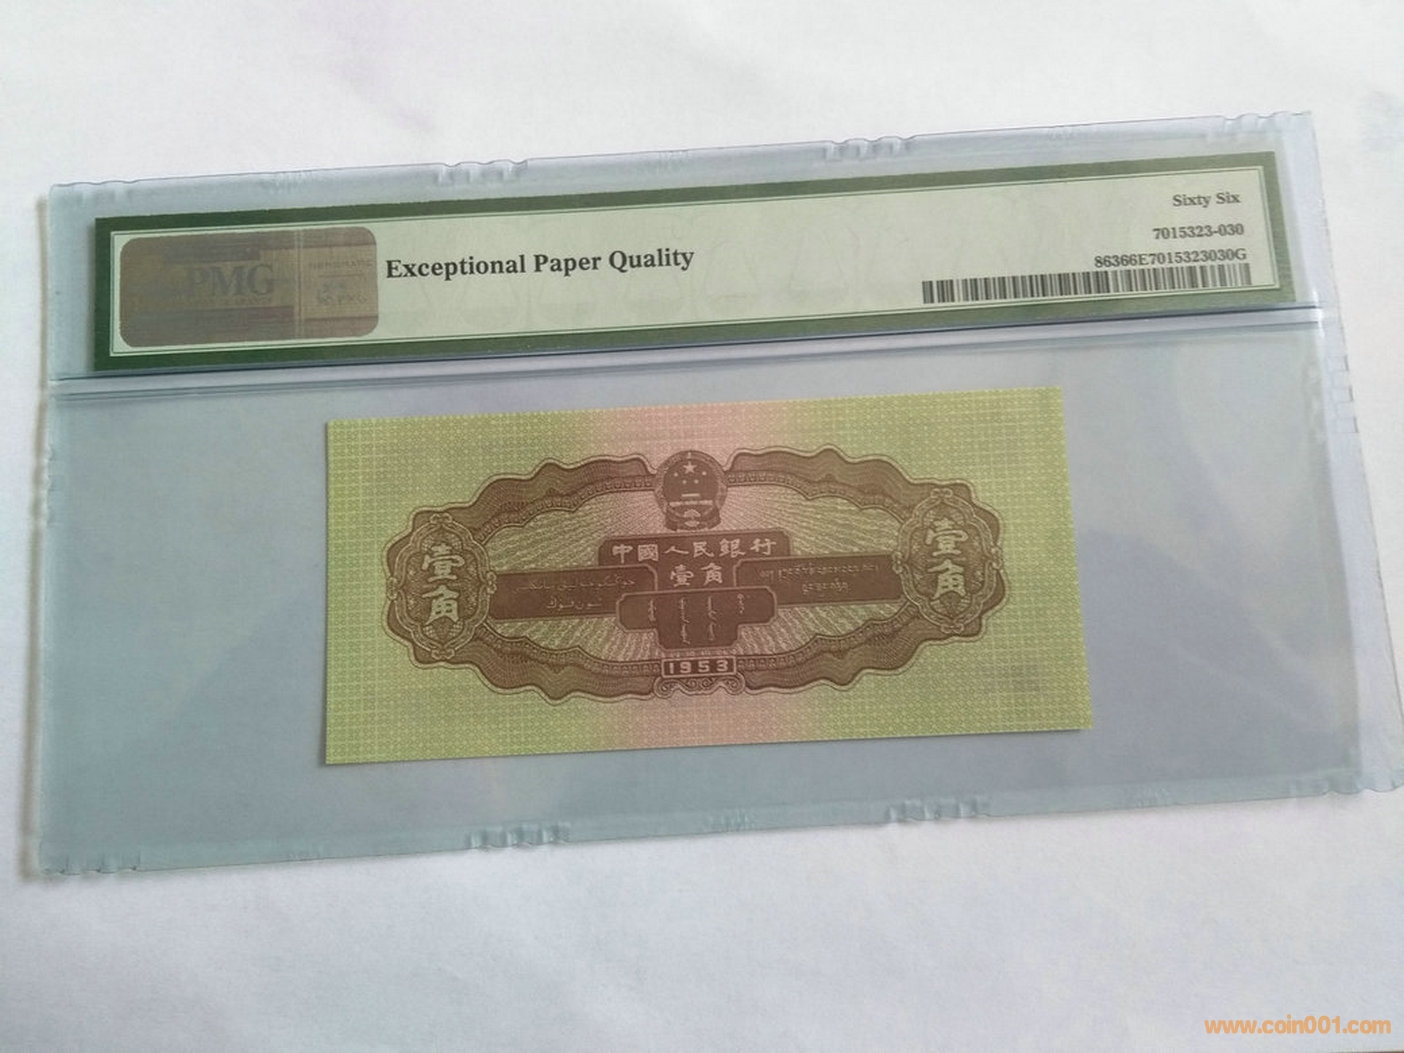 Sixty Six
7015323-030
86366E7015323030G
PMG
Exceptional Paper Quality
中國人民銀行
壹角
壹角
壹角
1953
www.coin001.com